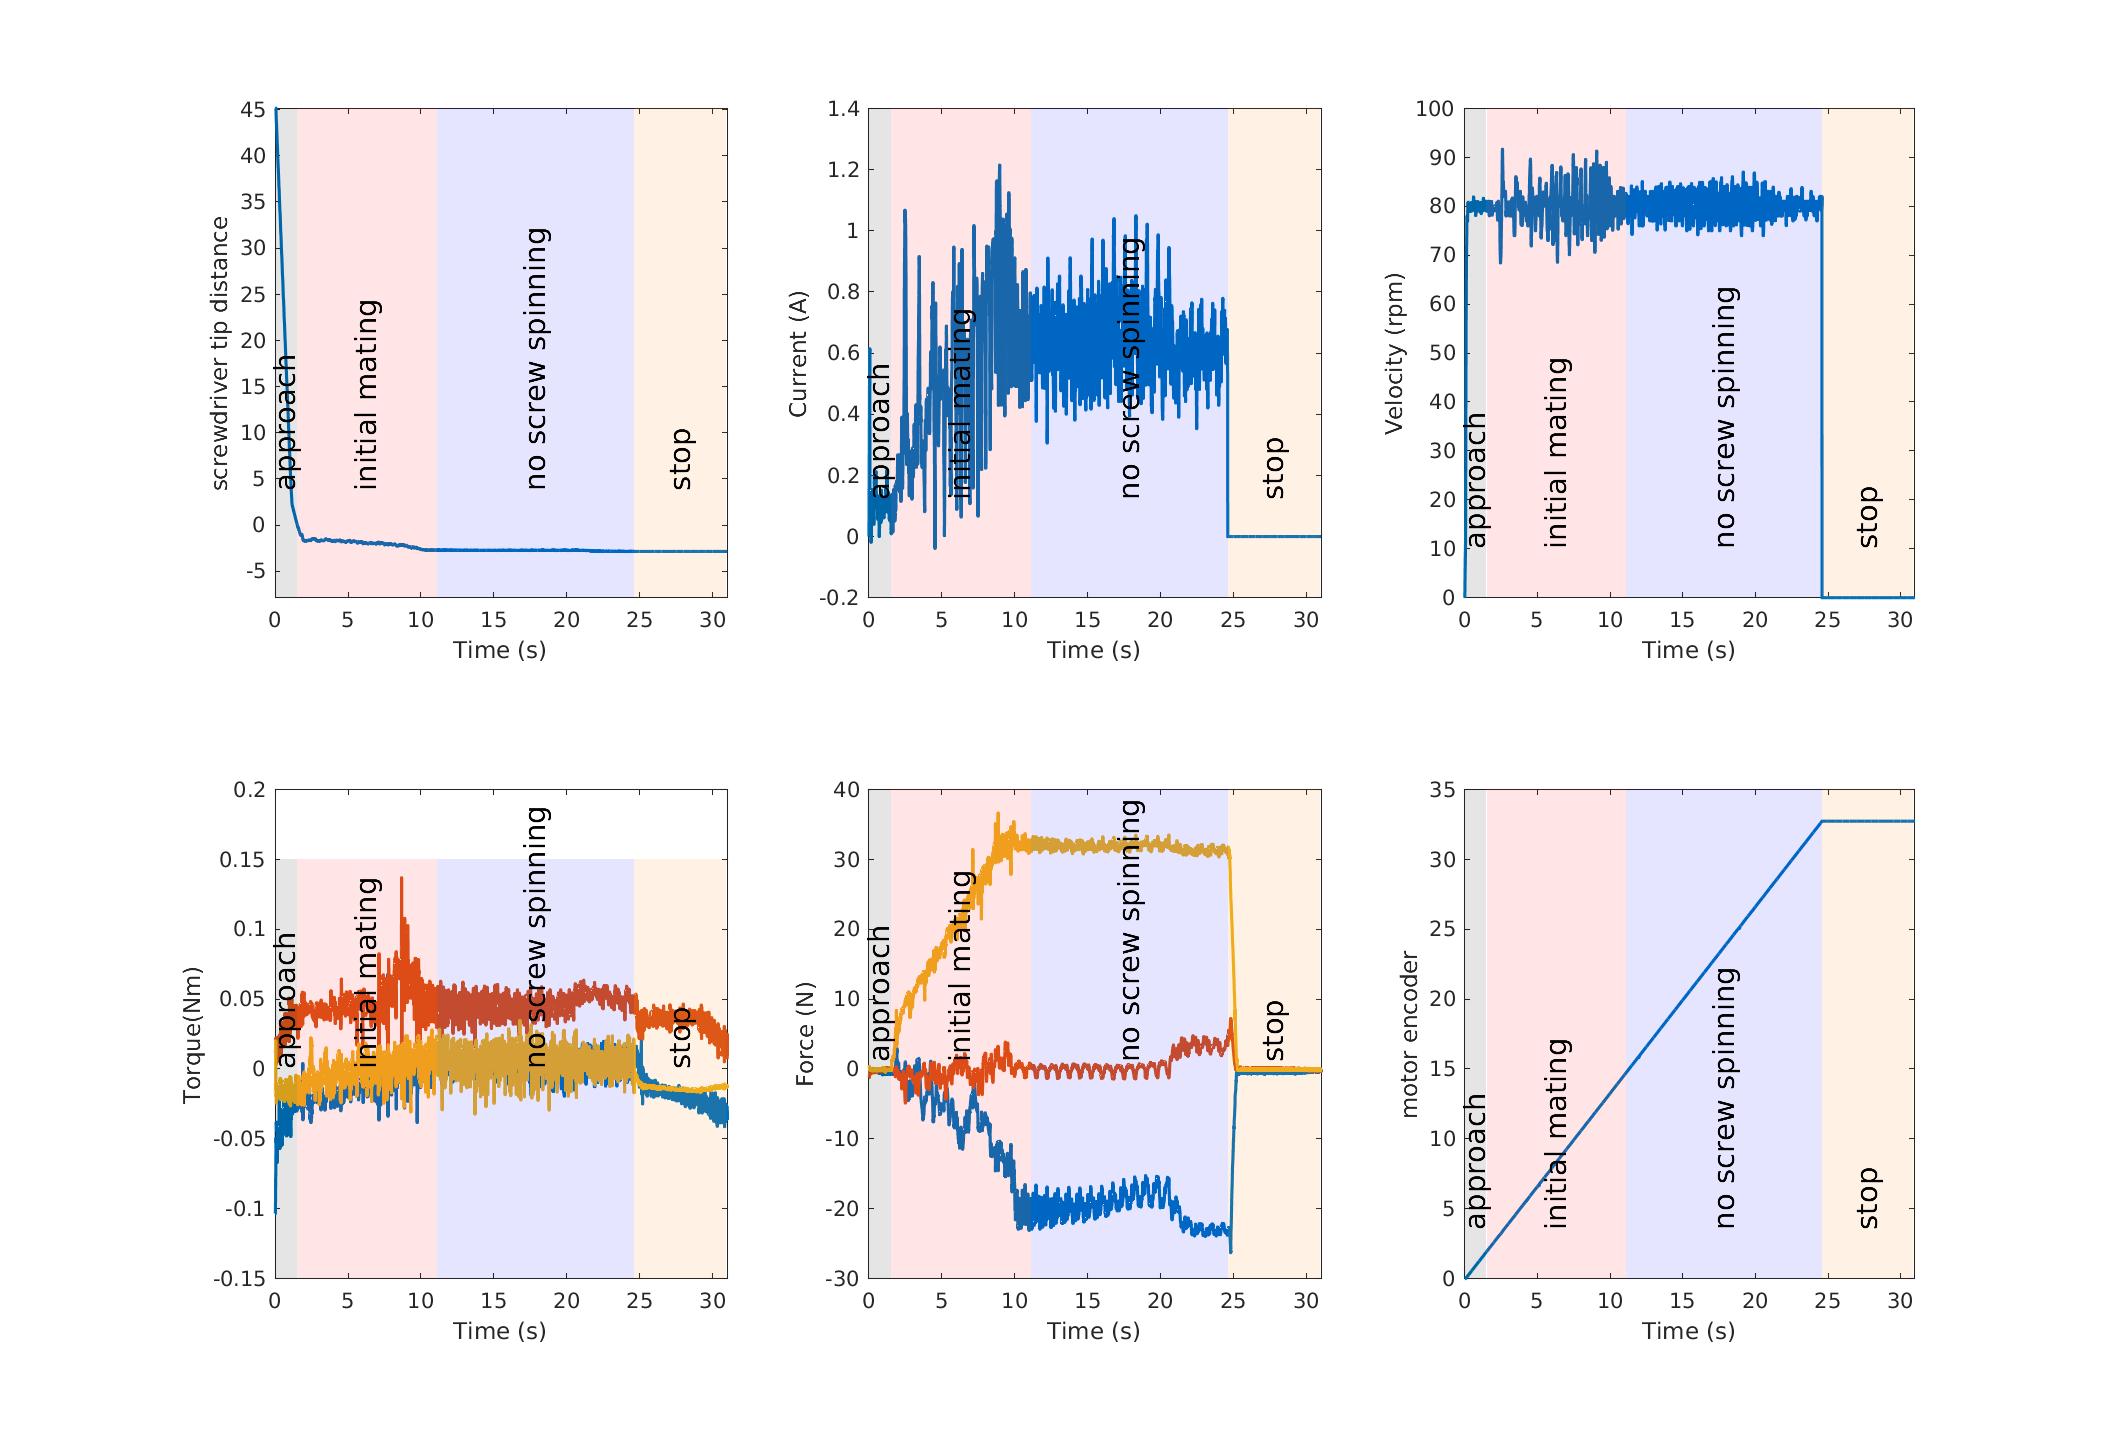 45
40
35
30
25
20
15
10
5
0
-5
screwdriver tip distance
approach
initial mating
no screw spinning
stop
0 5 10 15 20 25 30
Time (s)
1.4
1.2
1
0.8
0.6
0.4
0.2
0
-0.2
Current (A)
approach
initial mating
no screw spinning
stop
0 5 10 15 20 25 30
Time (s)
100
90
80
70
60
50
40
30
20
10
0
Velocity (rpm)
approach
initial mating
no screw spinning
stop
0 5 10 15 20 25 30
Time (s)
0.2
0.15
0.1
0.05
0
-0.05
-0.1
-0.15
Torque(Nm)
approach
initial mating
no screw spinning
stop
0 5 10 15 20 25 30
Time (s)
40
30
20
10
0
-10
-20
-30
Force (N)
approach
initial mating
no screw spinning
stop
0 5 10 15 20 25 30
Time (s)
35
30
25
20
15
10
5
0
motor encoder
approach
initial mating
no screw spinning
stop
0 5 10 15 20 25 30
Time (s)